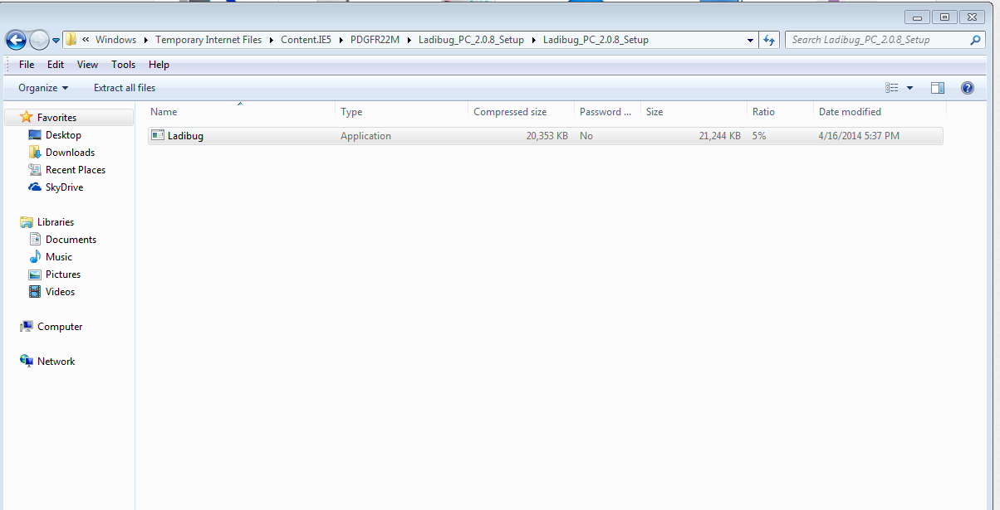 « Windows Temporary Internet Files Content.IE5 PDGFR22M Ladibug_PC_2.0.8_Setup Ladibug_PC_2.0.8_Setup Search Ladibug_PC_2.0.8_Setup
File Edit View Tools Help
Organize Extract all files
Name Type Compressed size Password ... Size Ratio Date modified
Ladibug Application 20,353 KB No 21,244 KB 5% 4/16/2014 5:37 PM
Favorites
Desktop
Downloads
Recent Places
SkyDrive
Libraries
Documents
Music
Pictures
Videos
Computer
Network